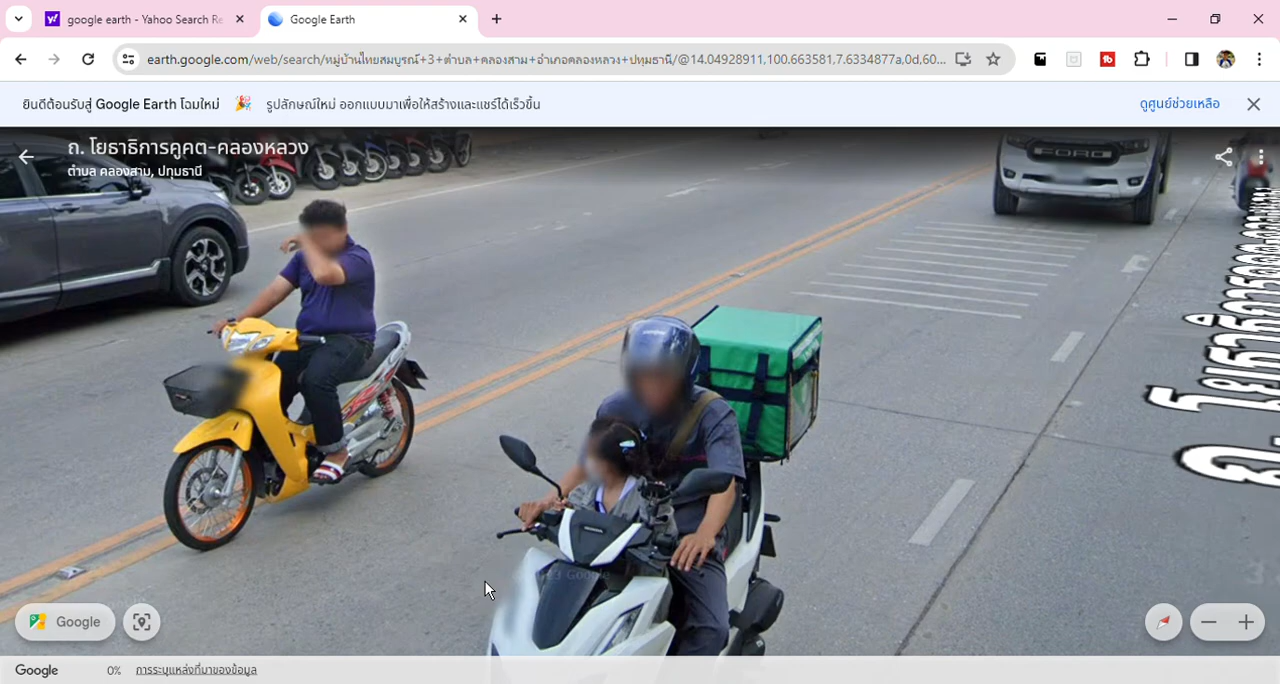 google earth - Yahoo Search Re
Google Earth
earth.google.com/web/search/หมู่บ้านไทยสมบูรณ์+3+ตําบล+คลองสาม+อําเภอคลองหลวง+ปทุมธานี/@14.04928911,100.663581,7.6334877a,0d,60...
ยินดีต้อนรับสู่ Google Earth โฉมใหม่ 🎉 รูปลักษณ์ใหม่ ออกแบบมาเพื่อให้สร้างและแชร์ได้เร็วขึ้น
ดูศูนย์ช่วยเหลือ
ถ. โยธาธิการคูคต-คลองหลวง
ตำบล คลองสาม, ปทุมธานี
FORD
Google
Google
Google
0%
การระบุแหล่งที่มาของข้อมูล